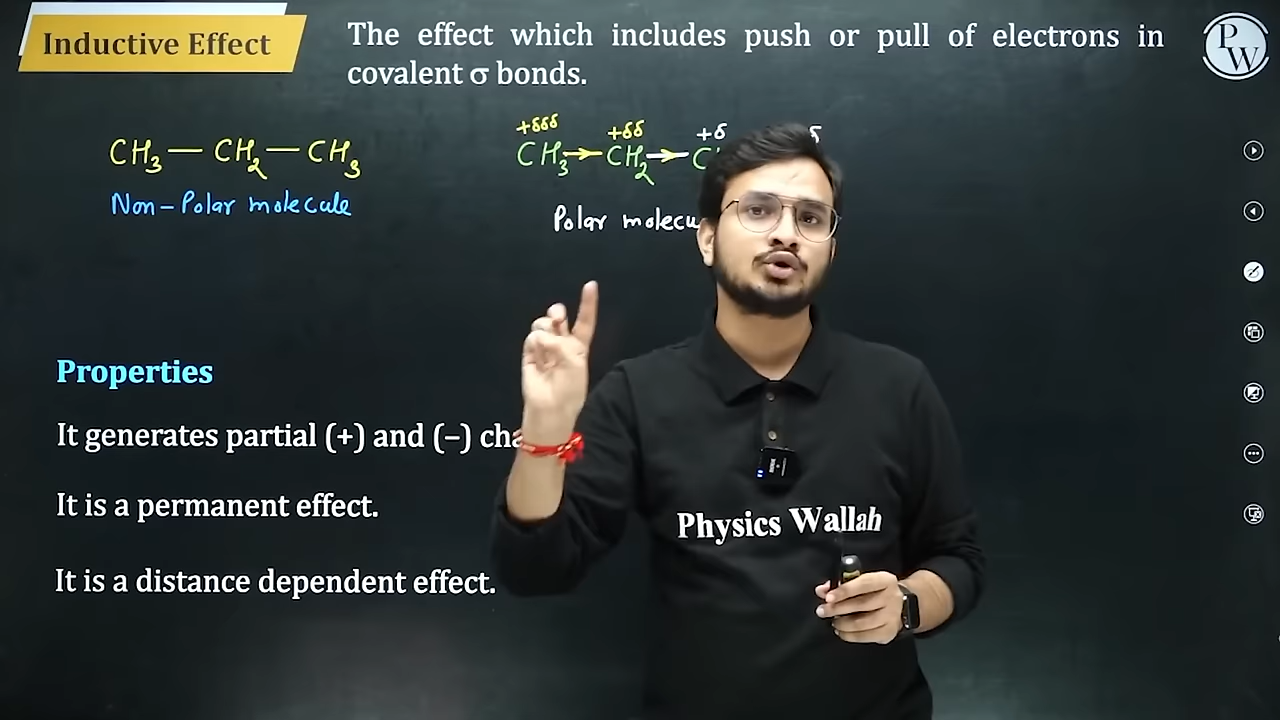 Inductive Effect
The effect which includes push or pull of electrons in
covalent σ bonds.
PW
+δδδ +δδ +δ δ
CH₃ — CH₂ — CH₃
CH₃ → CH₂ → C
Non-Polar molecule
Polar molecu
Properties
It generates partial (+) and (–) cha
It is a permanent effect.
It is a distance dependent effect.
Physics Wallah